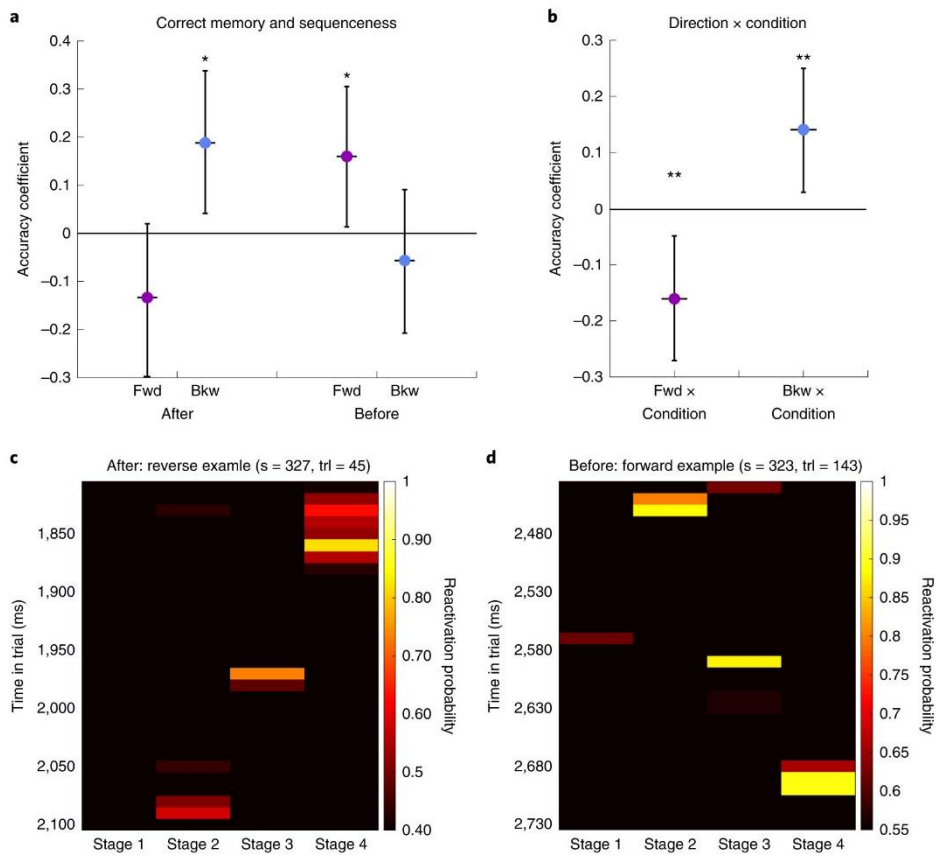 a
Correct memory and sequenceness
Accuracy coefficient
0.4
0.3
0.2
0.1
0
–0.1
–0.2
–0.3
*
*
Fwd
Bkw
Fwd
Bkw
After
Before
b
Direction × condition
Accuracy coefficient
0.3
0.2
0.1
0
–0.1
–0.2
–0.3
**
**
Fwd ×
Condition
Bkw ×
Condition
c
After: reverse examle (s = 327, trl = 45)
Time in trial (ms)
1,850
1,900
1,950
2,000
2,050
2,100
Stage 1
Stage 2
Stage 3
Stage 4
1
0.90
0.80
0.70
0.60
0.50
0.40
Reactivation probability
d
Before: forward example (s = 323, trl = 143)
Time in trial (ms)
2,480
2,530
2,580
2,630
2,680
2,730
Stage 1
Stage 2
Stage 3
Stage 4
1
0.95
0.90
0.85
0.80
0.75
0.7
0.65
0.60
0.55
Reactivation probability